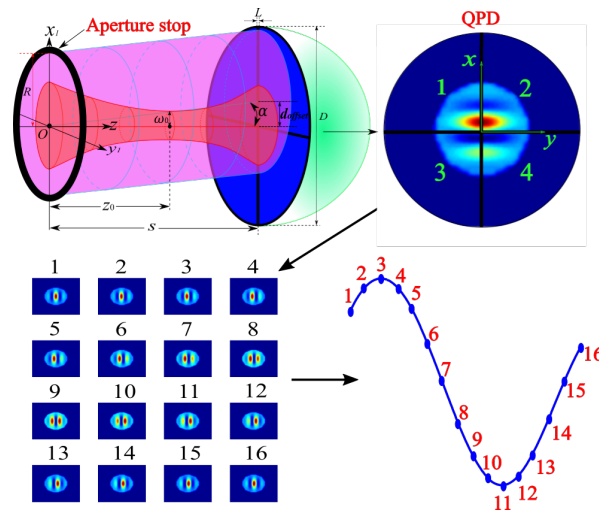 Aperture stop
x₁
R
O
z
y₁
ω₀
z₀
s
L
α
d_offset
D
QPD
x
y
1 2
3 4
1 2 3 4
5 6 7 8
9 10 11 12
13 14 15 16
1
2
3
4
5
6
7
8
9
10
11
12
13
14
15
16